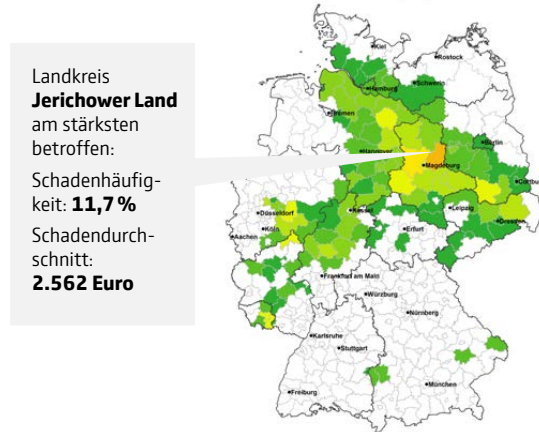 Landkreis
Jerichower Land
am stärksten
betroffen:
Schadenhäufig-
keit: 11,7 %
Schadendurch-
schnitt:
2.562 Euro
Kiel
Rostock
Schwerin
Hamburg
Bremen
Berlin
Hannover
Magdeburg
Cottbus
Düsseldorf
Kassel
Leipzig
Dresden
Köln
Aachen
Erfurt
Frankfurt am Main
Würzburg
Nürnberg
Karlsruhe
Stuttgart
München
Freiburg